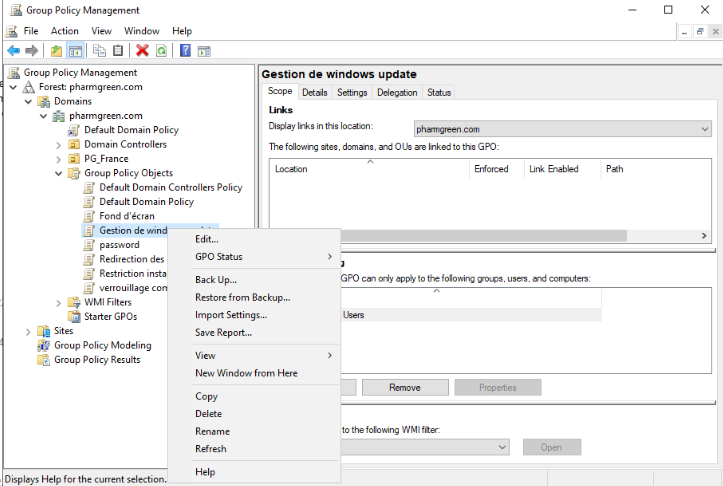 Group Policy Management
File Action View Window Help
Group Policy Management
Forest: pharmgreen.com
Domains
pharmgreen.com
Default Domain Policy
Domain Controllers
PG_France
Group Policy Objects
Default Domain Controllers Policy
Default Domain Policy
Fond d'écran
Gestion de
password
Redirection des
Restriction
verrouillage
WMI Filters
Starter GPOs
Sites
Group Policy Modeling
Group Policy Results
Gestion de windows update
Scope Details Settings Delegation Status
Links
Display links in this location: pharmgreen.com
The following sites, domains, and OUs are linked to this GPO:
Location Enforced Link Enabled Path
GPO can only apply to the following groups, users, and computers:
Users
Remove Properties
to the following WMI filter:
Open
Edit...
GPO Status
Back Up...
Restore from Backup...
Import Settings...
Save Report...
View
New Window from Here
Copy
Delete
Rename
Refresh
Help
Displays Help for the current selection.